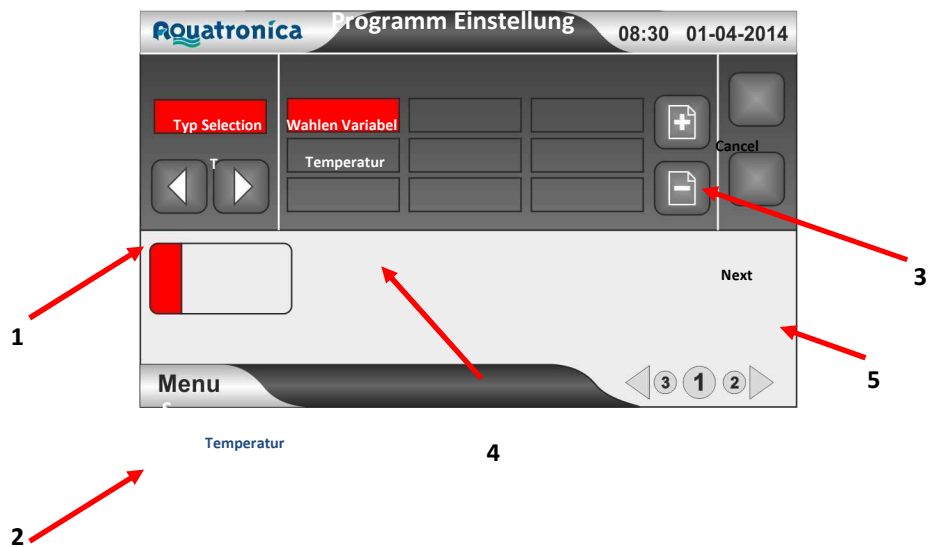 Aquatronica Programm Einstellung 08:30 01-04-2014
Typ Selection Wahlen Variabel
Cancel
T Temperatur
3
Next
1
5
Menu 3 1 2
S
Temperatur
4
2